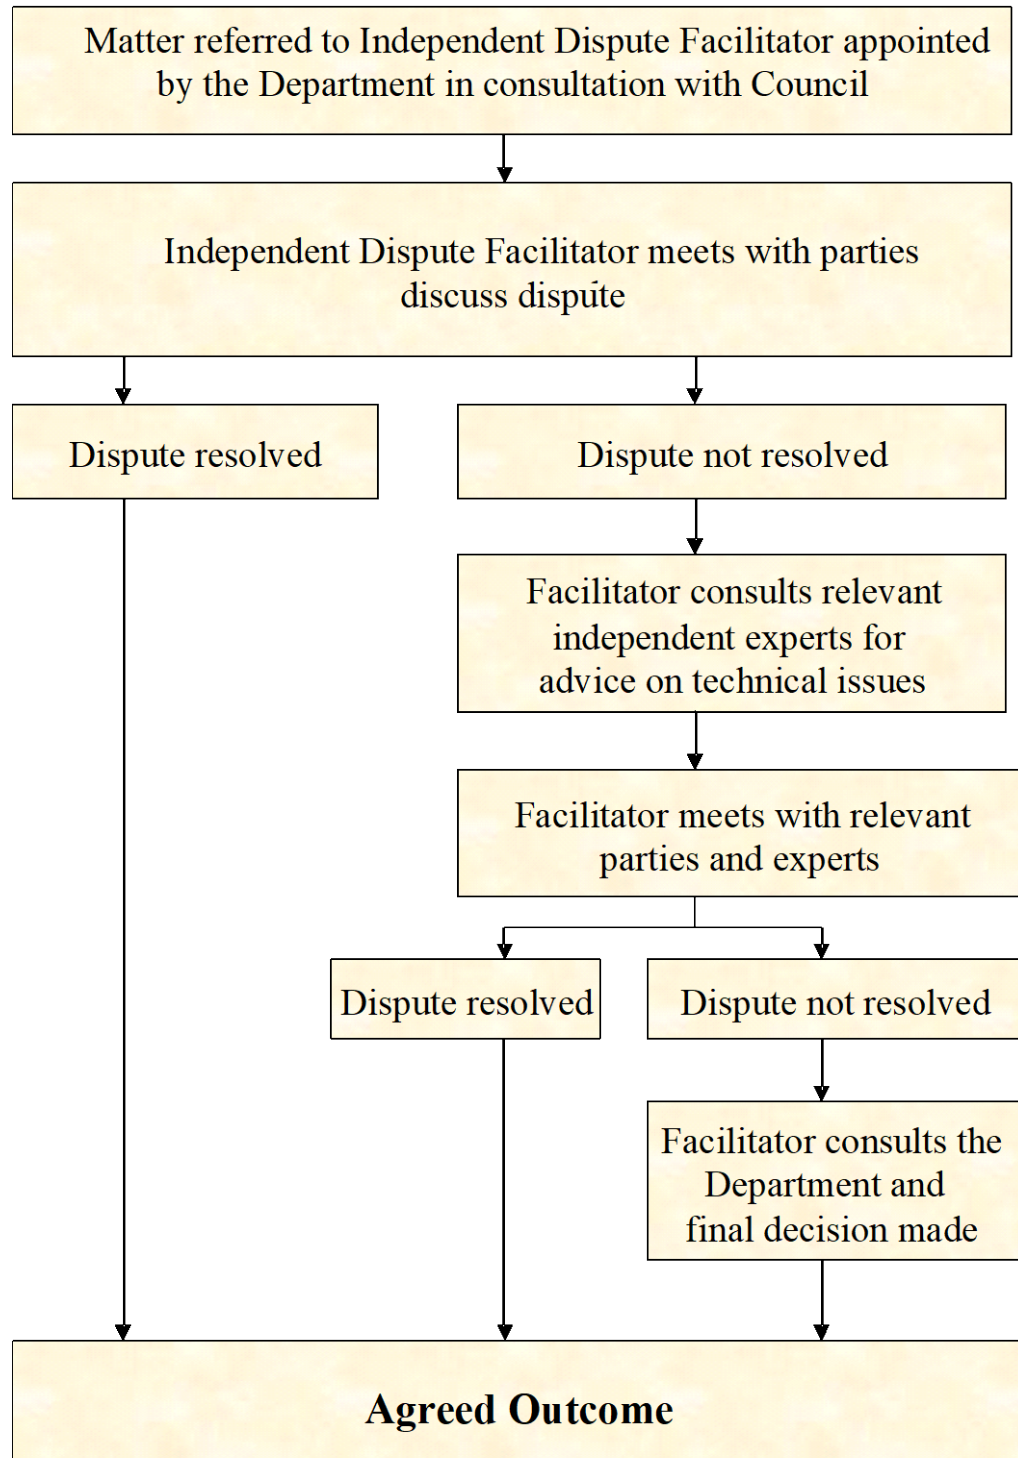 Matter referred to Independent Dispute Facilitator appointed
by the Department in consultation with Council
Independent Dispute Facilitator meets with parties
discuss dispute
Dispute resolved
Dispute not resolved
Facilitator consults relevant
independent experts for
advice on technical issues
Facilitator meets with relevant
parties and experts
Dispute resolved
Dispute not resolved
Facilitator consults the
Department and
final decision made
Agreed Outcome